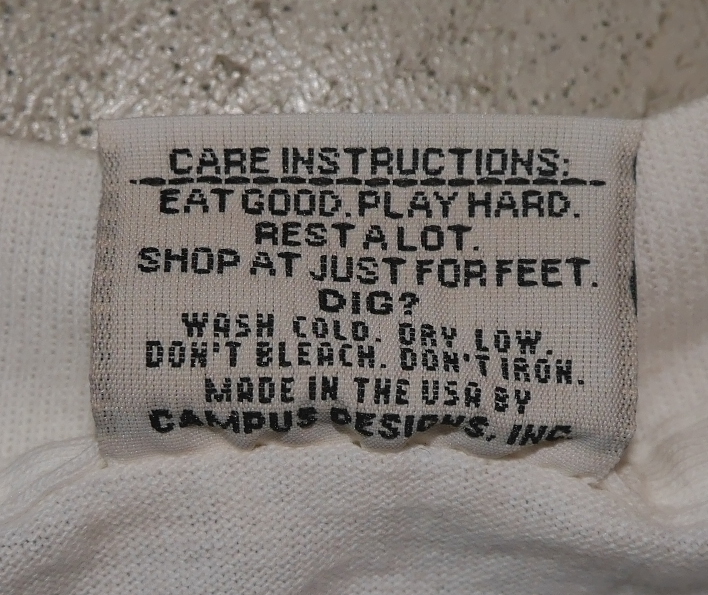 CARE INSTRUCTIONS:
EAT GOOD. PLAY HARD.
REST A LOT.
SHOP AT JUST FOR FEET.
DIG?
WASH COLD. DRY LOW.
DON'T BLEACH. DON'T IRON.
MADE IN THE USA BY
CAMPUS DESIGNS, INC.